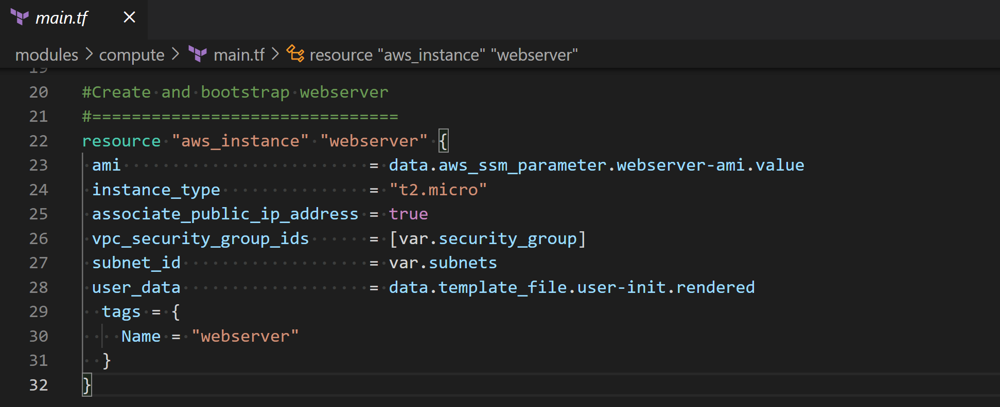 main.tf
modules > compute > main.tf > resource "aws_instance" "webserver"
19
20 #Create and bootstrap webserver
21 #===============================
22 resource "aws_instance" "webserver" {
23 ami = data.aws_ssm_parameter.webserver-ami.value
24 instance_type = "t2.micro"
25 associate_public_ip_address = true
26 vpc_security_group_ids = [var.security_group]
27 subnet_id = var.subnets
28 user_data = data.template_file.user-init.rendered
29 tags = {
30 Name = "webserver"
31 }
32 }